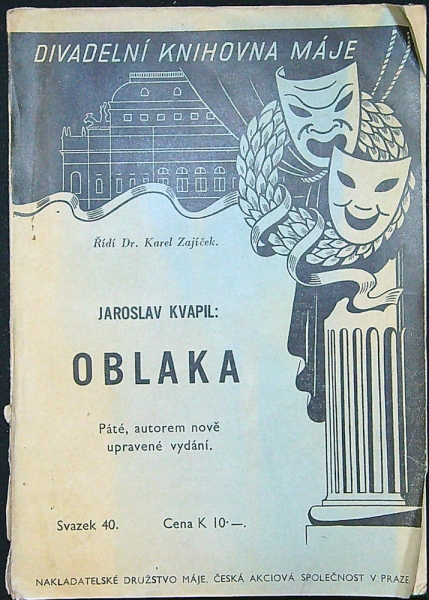 DIVADELNÍ KNIHOVNA MÁJE
Řídí Dr. Karel Zajíček.
JAROSLAV KVAPIL:
OBLAKA
Páté, autorem nově
upravené vydání.
Svazek 40. Cena K 10·—.
NAKLADATELSKÉ DRUŽSTVO MÁJE, ČESKÁ AKCIOVÁ SPOLEČNOST V PRAZE